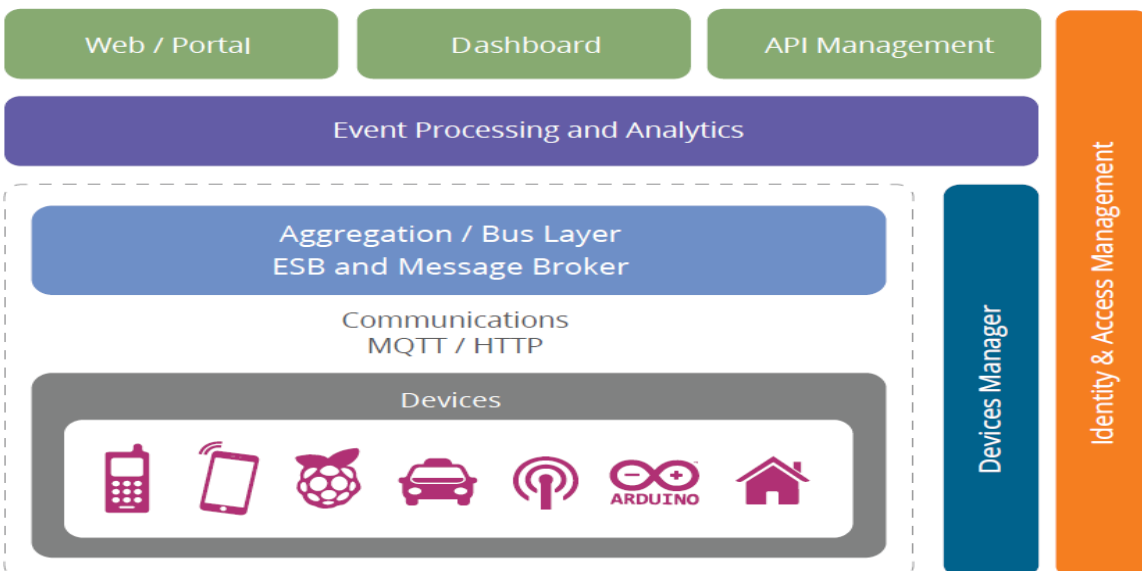 Web / Portal
Dashboard
API Management
Event Processing and Analytics
Aggregation / Bus Layer
ESB and Message Broker
Communications
MQTT / HTTP
Devices
ARDUINO
Devices Manager
Identity & Access Management